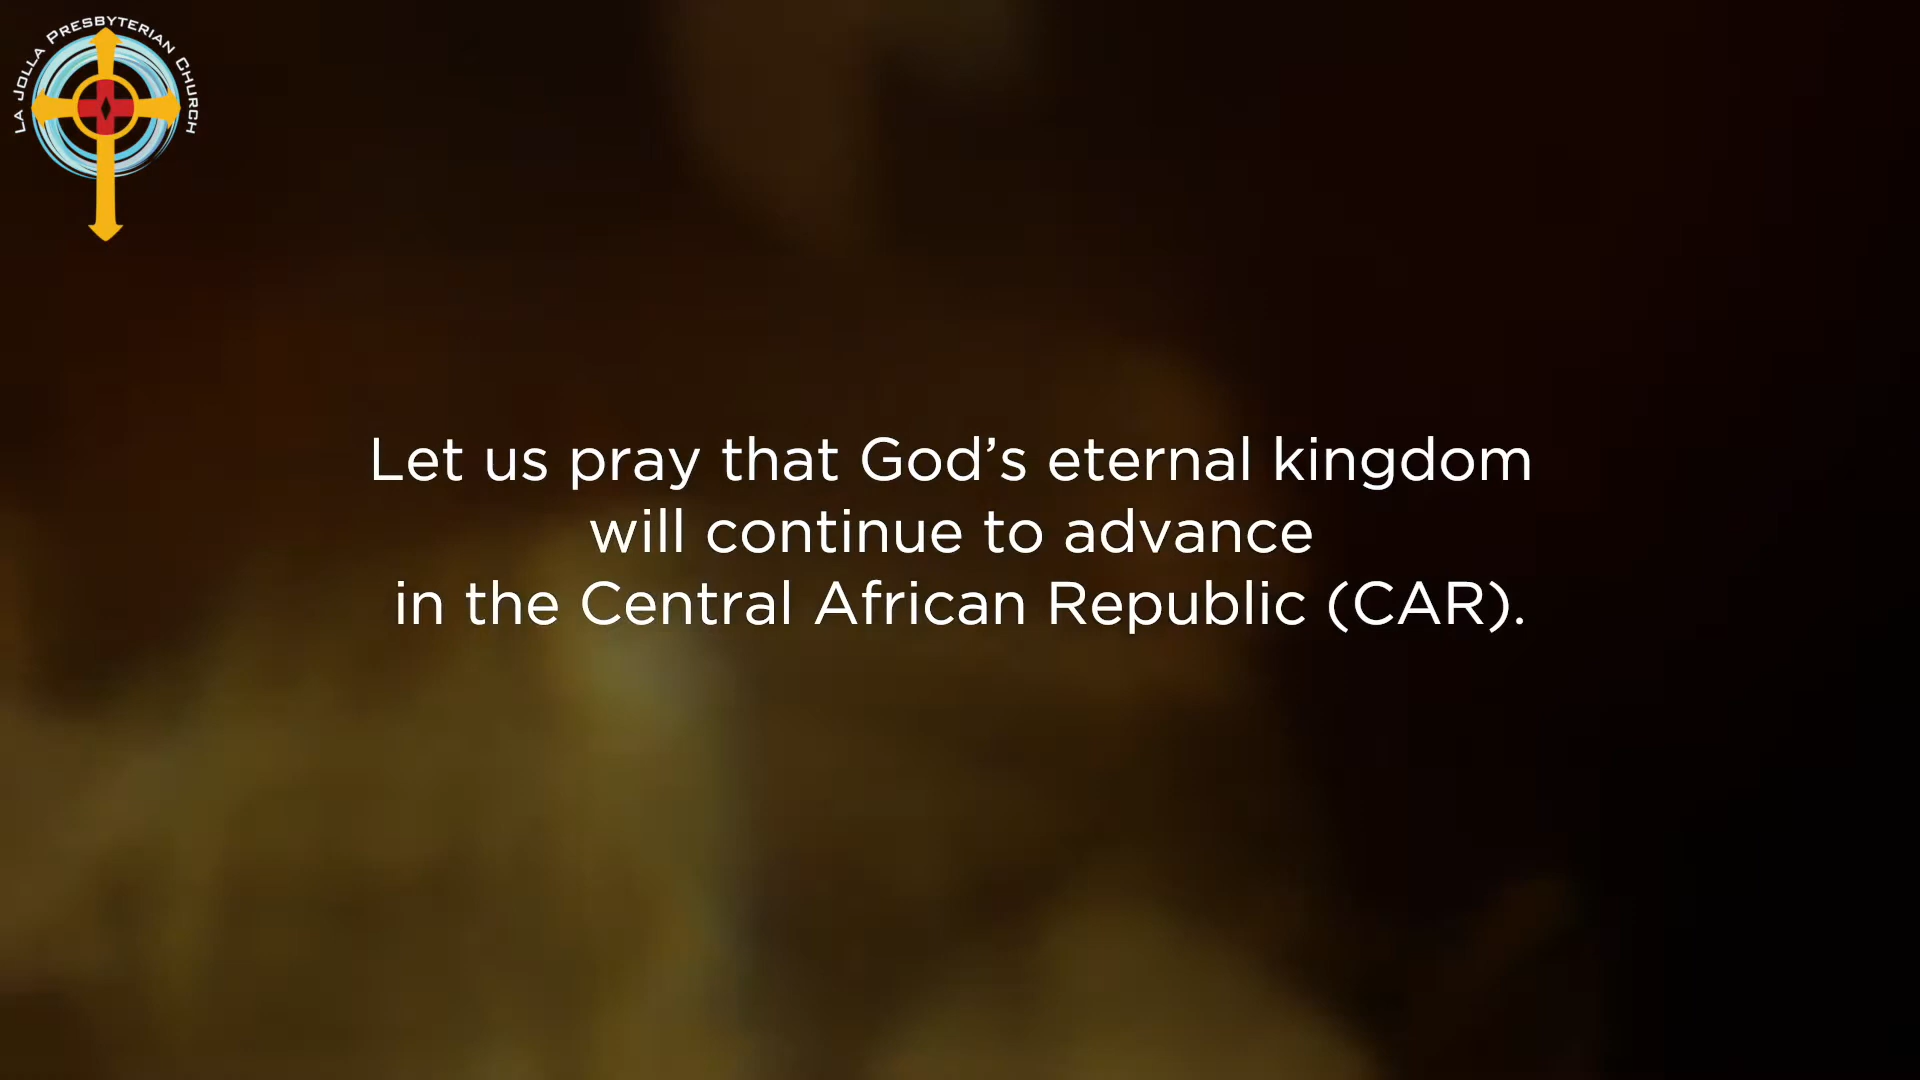 La Jolla Presbyterian Church
Let us pray that God’s eternal kingdom
will continue to advance
in the Central African Republic (CAR).